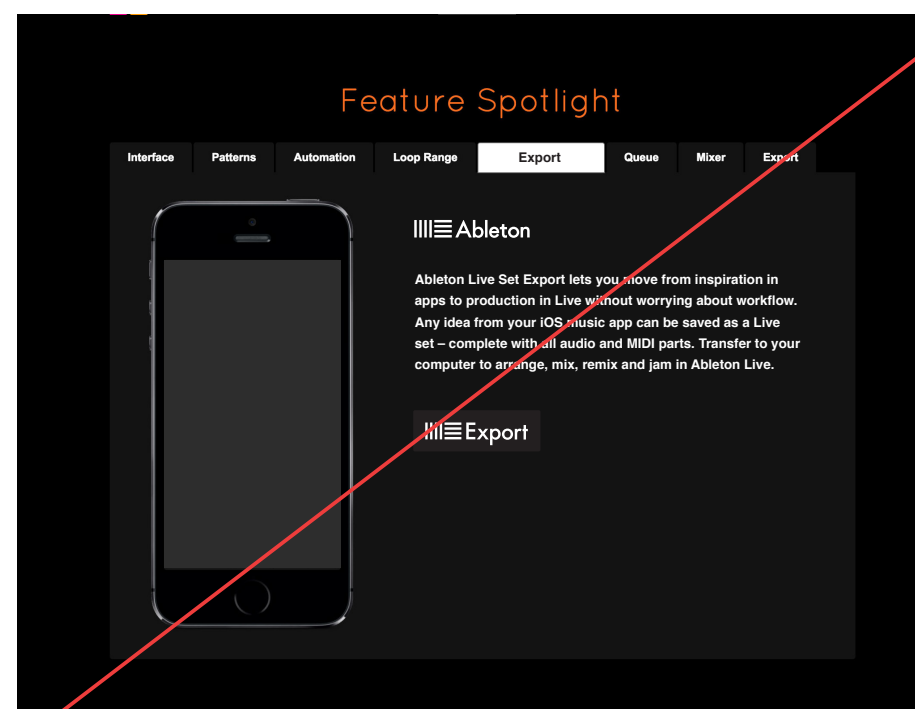 Feature Spotlight
Interface Patterns Automation Loop Range Export Queue Mixer Export
Ableton
Ableton Live Set Export lets you move from inspiration in
apps to production in Live without worrying about workflow.
Any idea from your iOS music app can be saved as a Live
set – complete with all audio and MIDI parts. Transfer to your
computer to arrange, mix, remix and jam in Ableton Live.
Export